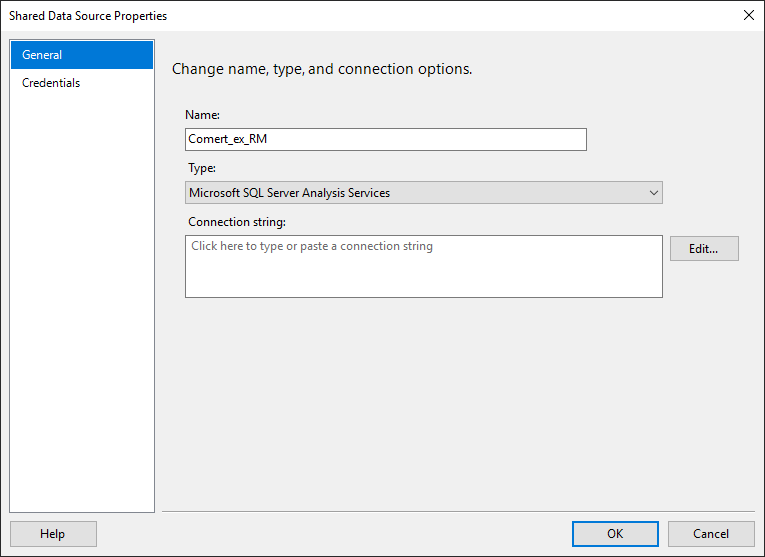 Shared Data Source Properties
General
Credentials
Change name, type, and connection options.
Name:
Comert_ex_RM
Type:
Microsoft SQL Server Analysis Services
Connection string:
Click here to type or paste a connection string
Edit...
Help
OK
Cancel